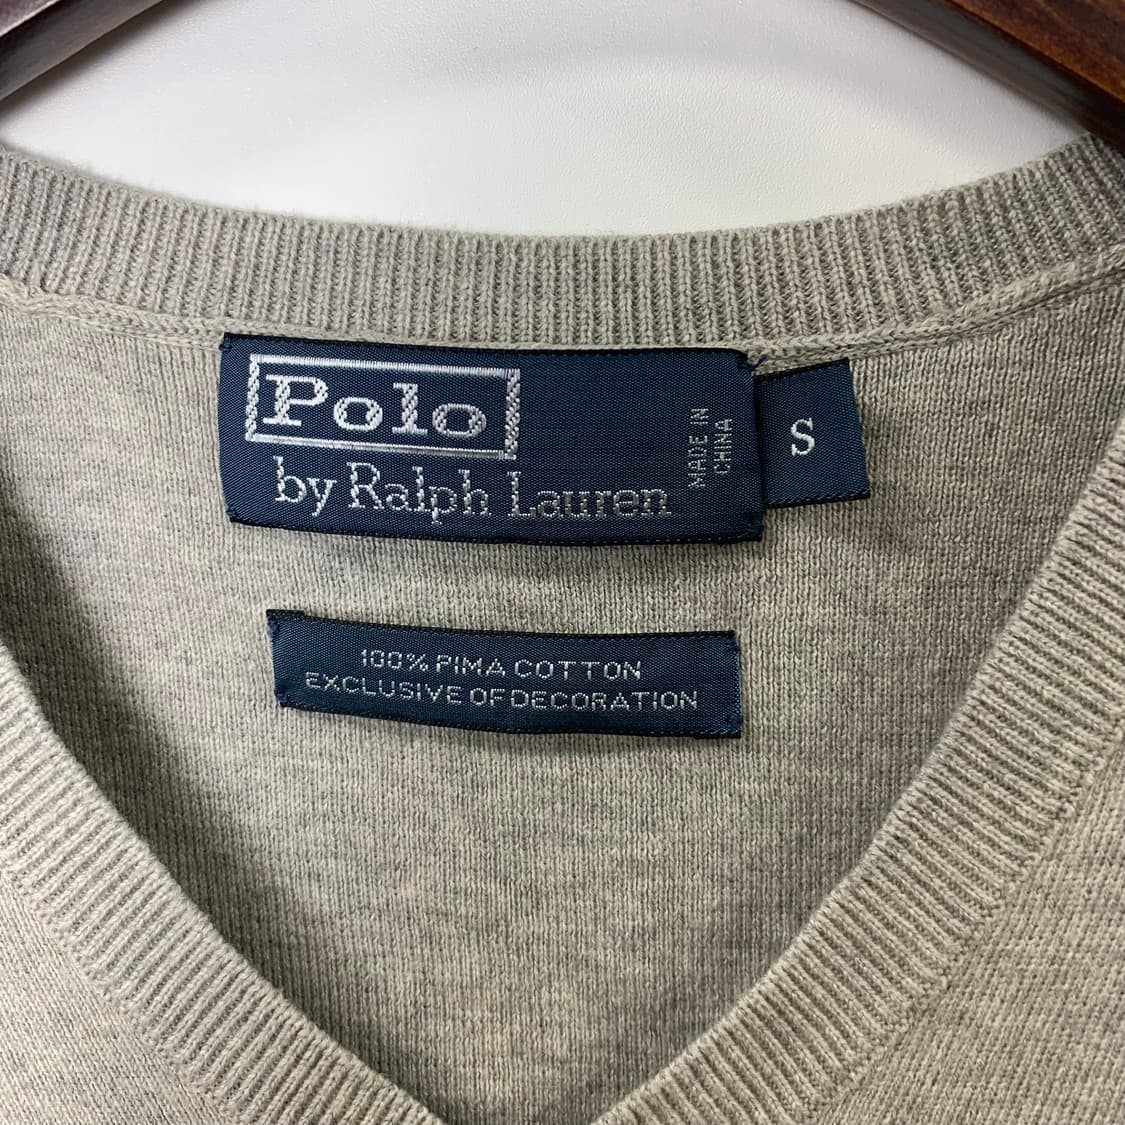 Polo
by Ralph Lauren
MADE IN
CHINA
S
100% PIMA COTTON
EXCLUSIVE OF DECORATION